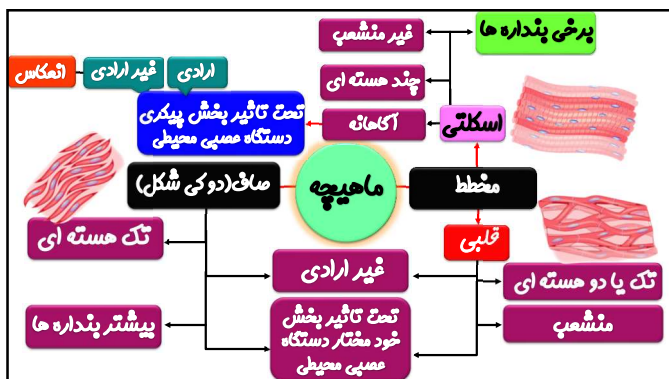 برخی بنداره ها
غیر منشعب
چند هسته ای
ارادی
غیر ارادی
انعکاس
اسکلتی
آگاهانه
تحت تاثیر بخش پیکری
دستگاه عصبی محیطی
مخطط
ماهیچه
صاف(دوکی شکل)
قلبی
تک هسته ای
غیر ارادی
تک یا دو هسته ای
منشعب
تحت تاثیر بخش
خود مختار دستگاه
عصبی محیطی
پیشتر بنداره ها